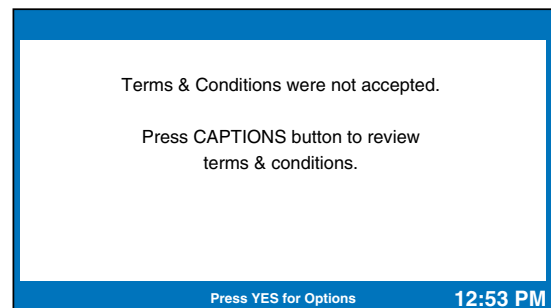 Terms & Conditions were not accepted.
Press CAPTIONS button to review
terms & conditions.
Press YES for Options
12:53 PM